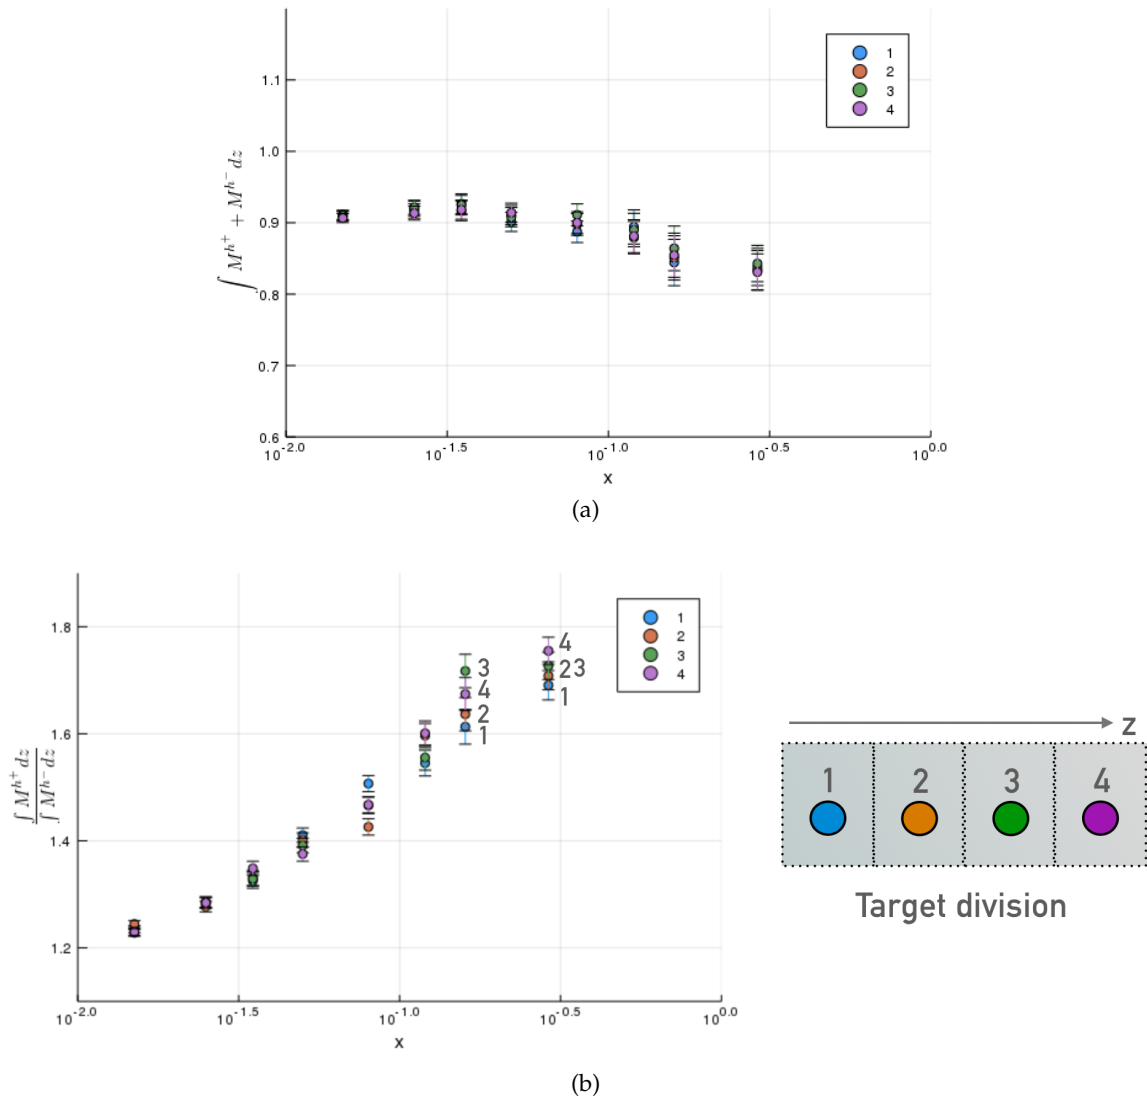 1.1
1.0
0.9
0.8
0.7
0.6
∫ M^{h^+} + M^{h^-} dz
1
2
3
4
10^{-2.0} 10^{-1.5} 10^{-1.0} 10^{-0.5} 10^{0.0}
x
(a)
1.8
1.6
1.4
1.2
∫ M^{h^+} dz
∫ M^{h^-} dz
1
2
3
4
4
3 2 3
4 1
2
1
10^{-2.0} 10^{-1.5} 10^{-1.0} 10^{-0.5} 10^{0.0}
x
z
1 2 3 4
Target division
(b)